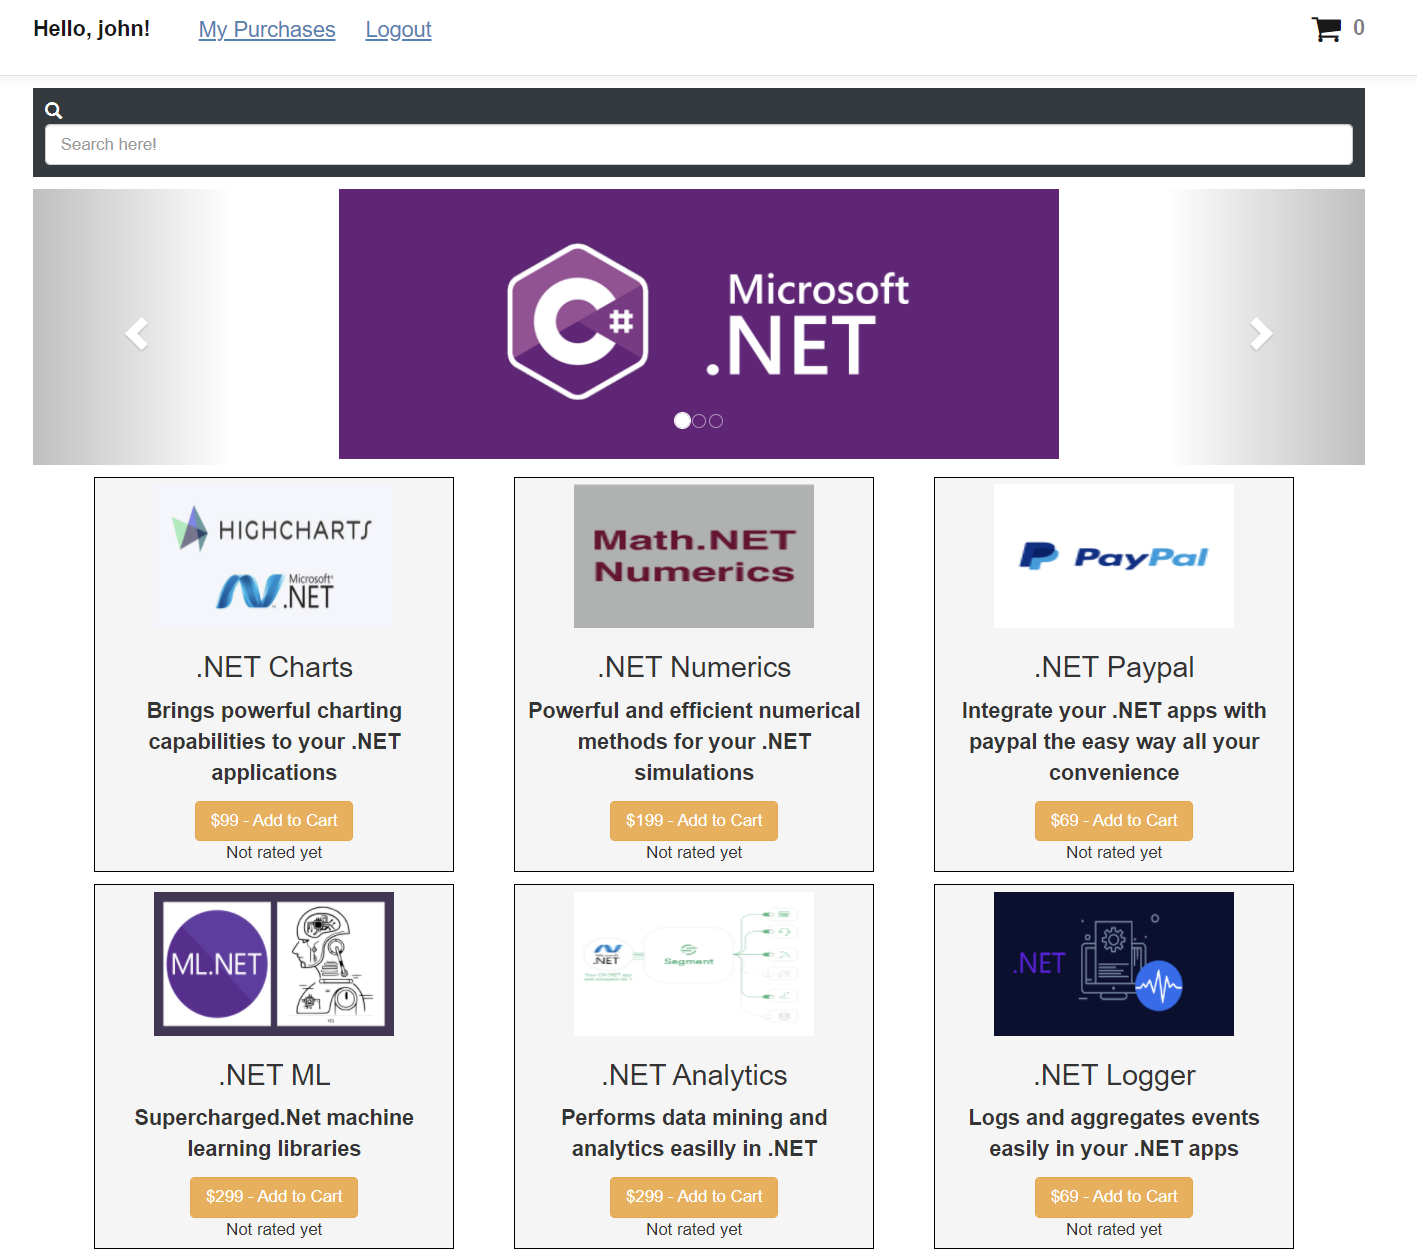 Hello, john! My Purchases Logout 0
Search here!
C#
Microsoft
.NET
HIGHCHARTS
Microsoft
.NET
Math.NET
Numerics
PayPal
.NET Charts
.NET Numerics
.NET Paypal
Brings powerful charting
capabilities to your .NET
applications
Powerful and efficient numerical
methods for your .NET
simulations
Integrate your .NET apps with
paypal the easy way all your
convenience
$99 - Add to Cart
Not rated yet
$199 - Add to Cart
Not rated yet
$69 - Add to Cart
Not rated yet
ML.NET
.NET
Segment
.NET
.NET ML
.NET Analytics
.NET Logger
Supercharged.Net machine
learning libraries
Performs data mining and
analytics easilly in .NET
Logs and aggregates events
easily in your .NET apps
$299 - Add to Cart
Not rated yet
$299 - Add to Cart
Not rated yet
$69 - Add to Cart
Not rated yet